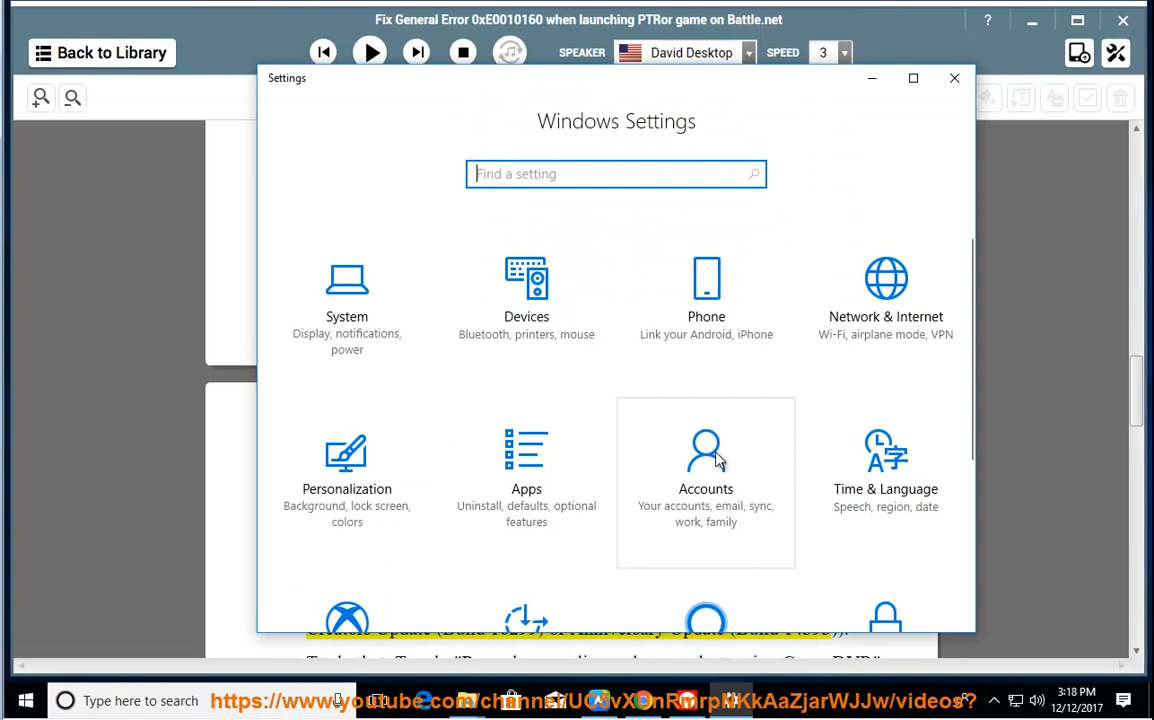 Fix General Error 0xE0010160 when launching PTRor game on Battle.net
?
Back to Library
SPEAKER
David Desktop
SPEED
3
Settings
Windows Settings
Find a setting
System
Display, notifications,
power
Devices
Bluetooth, printers, mouse
Phone
Link your Android, iPhone
Network & Internet
Wi-Fi, airplane mode, VPN
Personalization
Background, lock screen,
colors
Apps
Uninstall, defaults, optional
features
Accounts
Your accounts, email, sync,
work, family
Time & Language
Speech, region, date
Type here to search
3:18 PM
12/12/2017